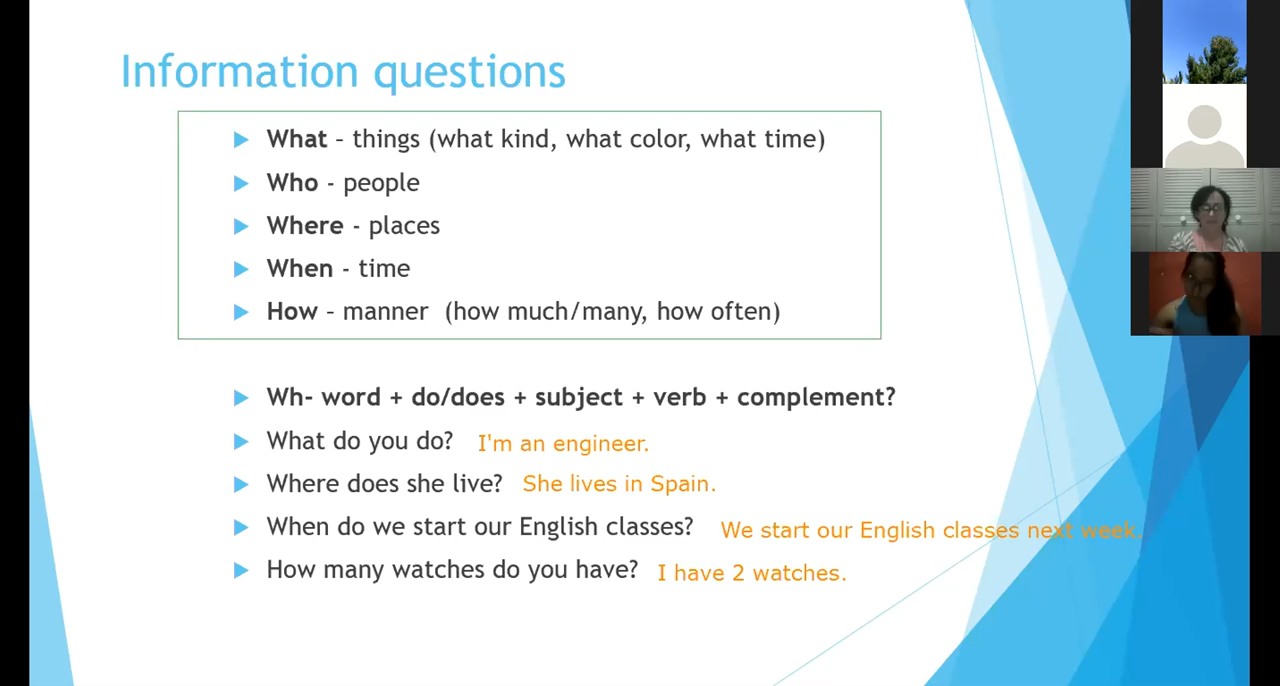 Information questions
What – things (what kind, what color, what time)
Who - people
Where - places
When - time
How – manner (how much/many, how often)
Wh- word + do/does + subject + verb + complement?
What do you do? I'm an engineer.
Where does she live? She lives in Spain.
When do we start our English classes? We start our English classes next week.
How many watches do you have? I have 2 watches.